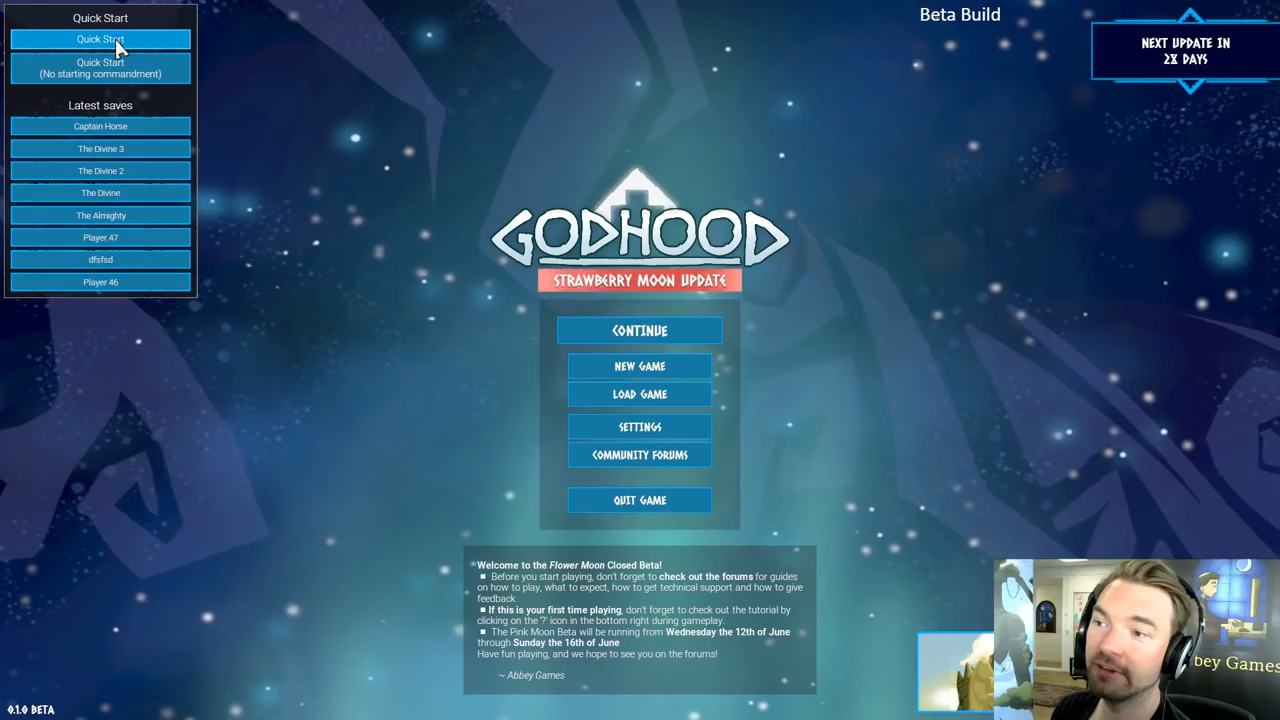 Quick Start
Quick Start
Quick Start
(No starting commandment)
Latest saves
Captain Horse
The Divine 3
The Divine 2
The Divine
The Almighty
Player 47
dfsfsd
Player 46
Beta Build
NEXT UPDATE IN
28 DAYS
GODHOOD
STRAWBERRY MOON UPDATE
CONTINUE
NEW GAME
LOAD GAME
SETTINGS
COMMUNITY FORUMS
QUIT GAME
Welcome to the Flower Moon Closed Beta!
■ Before you start playing, don't forget to check out the forums for guides
on how to play, what to expect, how to get technical support and how to give
feedback
■ If this is your first time playing, don't forget to check out the tutorial by
clicking on the '?' icon in the bottom right during gameplay.
■ The Pink Moon Beta will be running from Wednesday the 12th of June
through Sunday the 16th of June
Have fun playing, and we hope to see you on the forums!
~ Abbey Games
bey Games
0.1.0 BETA